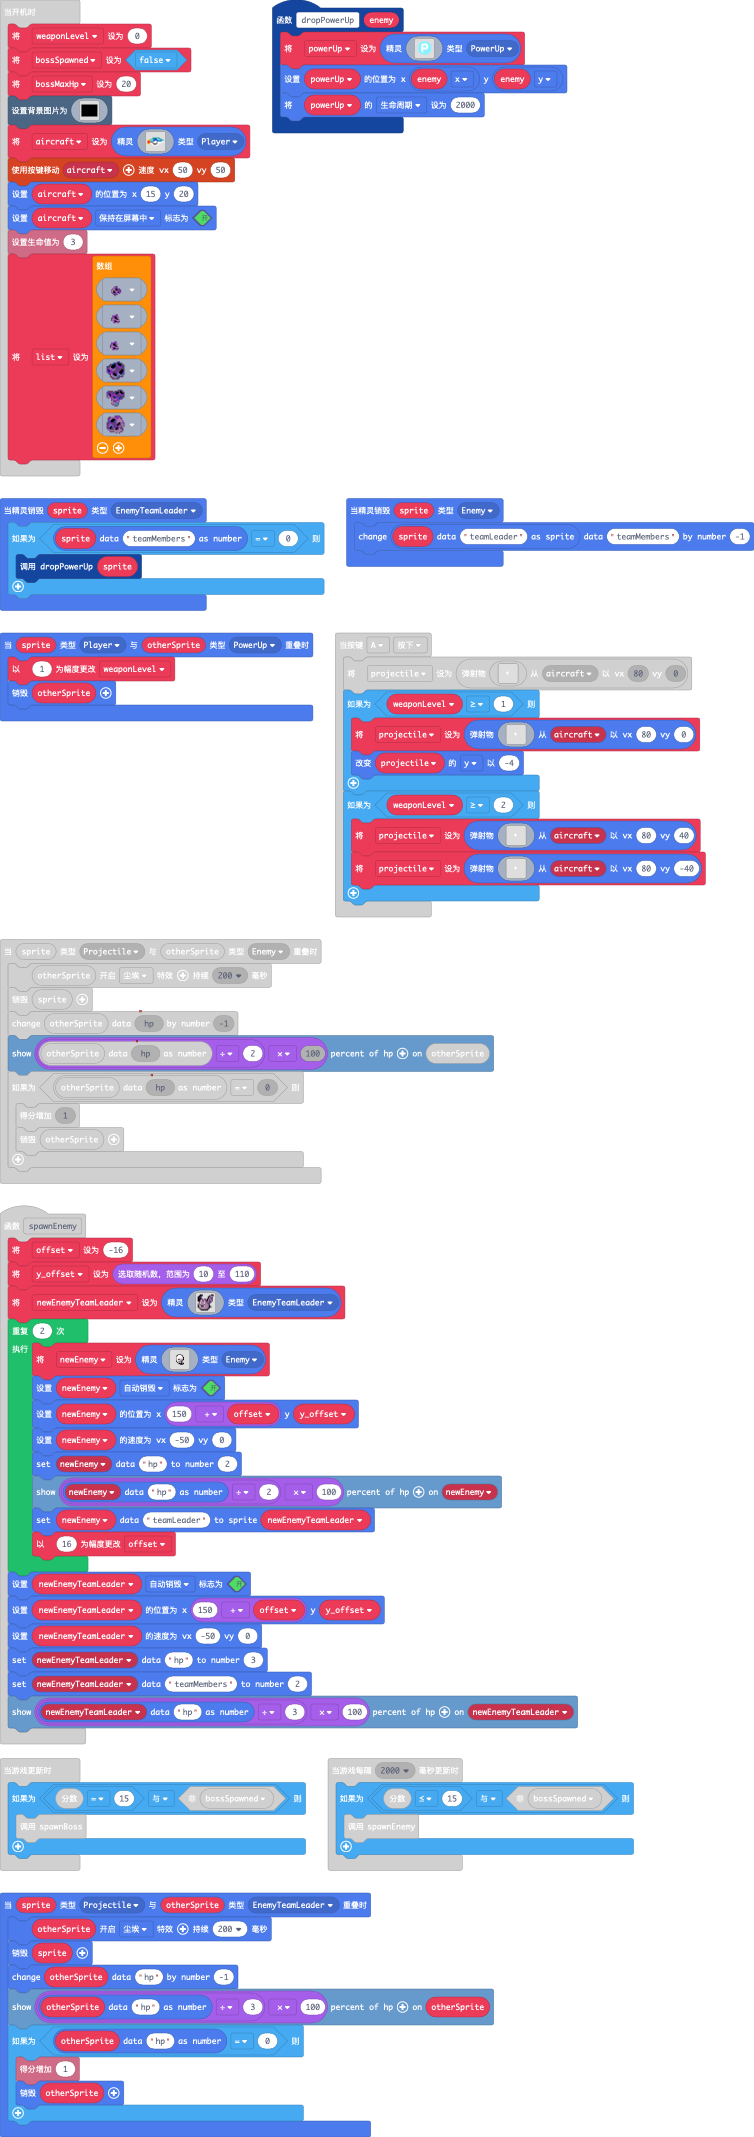 当开机时
将 weaponLevel 设为 0
将 bossSpawned 设为 false
将 bossMaxHp 设为 20
设置背景图片为
将 aircraft 设为 精灵 类型 Player
使用按键移动 aircraft 速度 vx 50 vy 50
设置 aircraft 的位置为 x 15 y 20
设置 aircraft 保持在屏幕中 标志为 开
设置生命值为 3
将 list 设为 数组
函数 dropPowerUp enemy
将 powerUp 设为 精灵 P 类型 PowerUp
设置 powerUp 的位置为 x enemy x y enemy y
将 powerUp 的 生命周期 设为 2000
当精灵销毁 sprite 类型 EnemyTeamLeader
如果为 sprite data "teamMembers" as number = 0 则
调用 dropPowerUp sprite
当精灵销毁 sprite 类型 Enemy
change sprite data "teamLeader" as sprite data "teamMembers" by number -1
当 sprite 类型 Player 与 otherSprite 类型 PowerUp 重叠时
以 1 为幅度更改 weaponLevel
销毁 otherSprite
当按键 A 按下
将 projectile 设为 弹射物 从 aircraft 以 vx 80 vy 0
如果为 weaponLevel ≥ 1 则
将 projectile 设为 弹射物 从 aircraft 以 vx 80 vy 0
改变 projectile 的 y 以 -4
如果为 weaponLevel ≥ 2 则
将 projectile 设为 弹射物 从 aircraft 以 vx 80 vy 40
将 projectile 设为 弹射物 从 aircraft 以 vx 80 vy -40
当 sprite 类型 Projectile 与 otherSprite 类型 Enemy 重叠时
otherSprite 开启 尘埃 特效 持续 200 毫秒
销毁 sprite
change otherSprite data hp by number -1
show otherSprite data hp as number ÷ 2 × 100 percent of hp on otherSprite
如果为 otherSprite data hp as number = 0 则
得分增加 1
销毁 otherSprite
函数 spawnEnemy
将 offset 设为 -16
将 y_offset 设为 选取随机数，范围为 10 至 110
将 newEnemyTeamLeader 设为 精灵 类型 EnemyTeamLeader
重复 2 次
执行
将 newEnemy 设为 精灵 类型 Enemy
设置 newEnemy 自动销毁 标志为 开
设置 newEnemy 的位置为 x 150 + offset y y_offset
设置 newEnemy 的速度为 vx -50 vy 0
set newEnemy data "hp" to number 2
show newEnemy data "hp" as number ÷ 2 × 100 percent of hp on newEnemy
set newEnemy data "teamLeader" to sprite newEnemyTeamLeader
以 16 为幅度更改 offset
设置 newEnemyTeamLeader 自动销毁 标志为 开
设置 newEnemyTeamLeader 的位置为 x 150 + offset y y_offset
设置 newEnemyTeamLeader 的速度为 vx -50 vy 0
set newEnemyTeamLeader data "hp" to number 3
set newEnemyTeamLeader data "teamMembers" to number 2
show newEnemyTeamLeader data "hp" as number ÷ 3 × 100 percent of hp on newEnemyTeamLeader
当游戏更新时
如果为 分数 = 15 与 非 bossSpawned 则
调用 spawnBoss
当游戏每隔 2000 毫秒更新时
如果为 分数 ≤ 15 与 非 bossSpawned 则
调用 spawnEnemy
当 sprite 类型 Projectile 与 otherSprite 类型 EnemyTeamLeader 重叠时
otherSprite 开启 尘埃 特效 持续 200 毫秒
销毁 sprite
change otherSprite data "hp" by number -1
show otherSprite data "hp" as number ÷ 3 × 100 percent of hp on otherSprite
如果为 otherSprite data "hp" as number = 0 则
得分增加 1
销毁 otherSprite